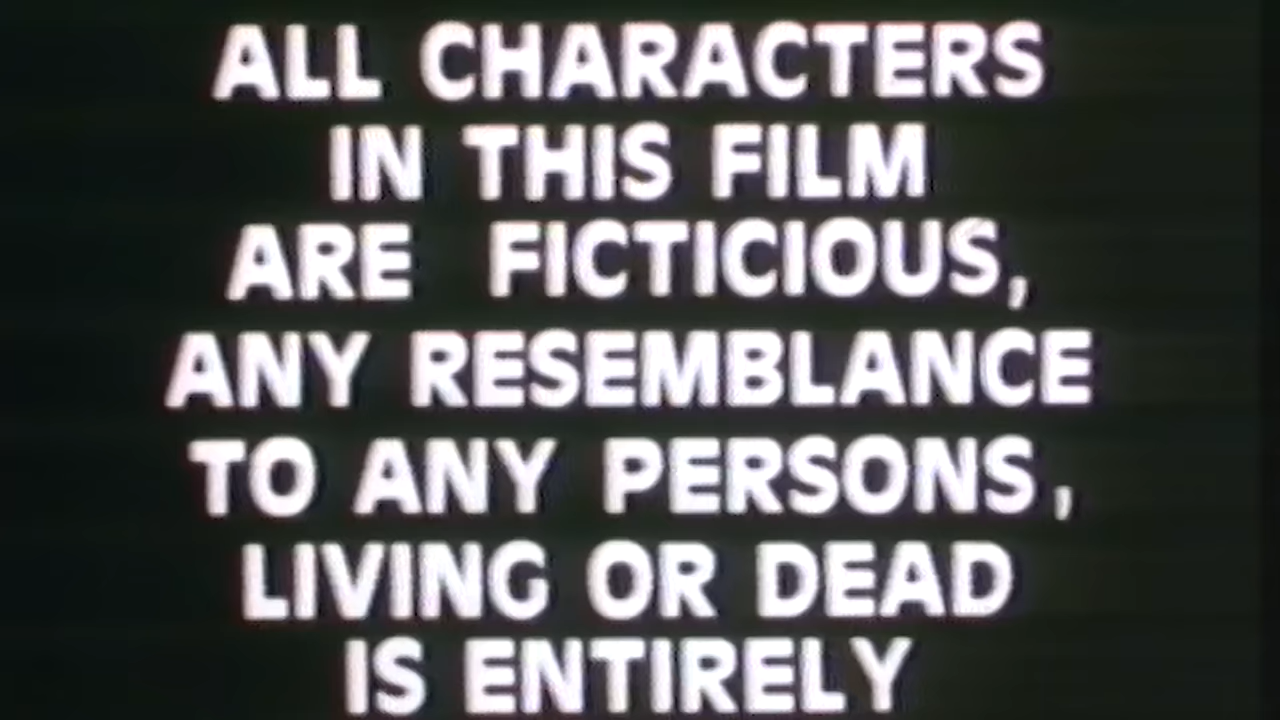 ALL CHARACTERS
IN THIS FILM
ARE FICTICIOUS,
ANY RESEMBLANCE
TO ANY PERSONS,
LIVING OR DEAD
IS ENTIRELY